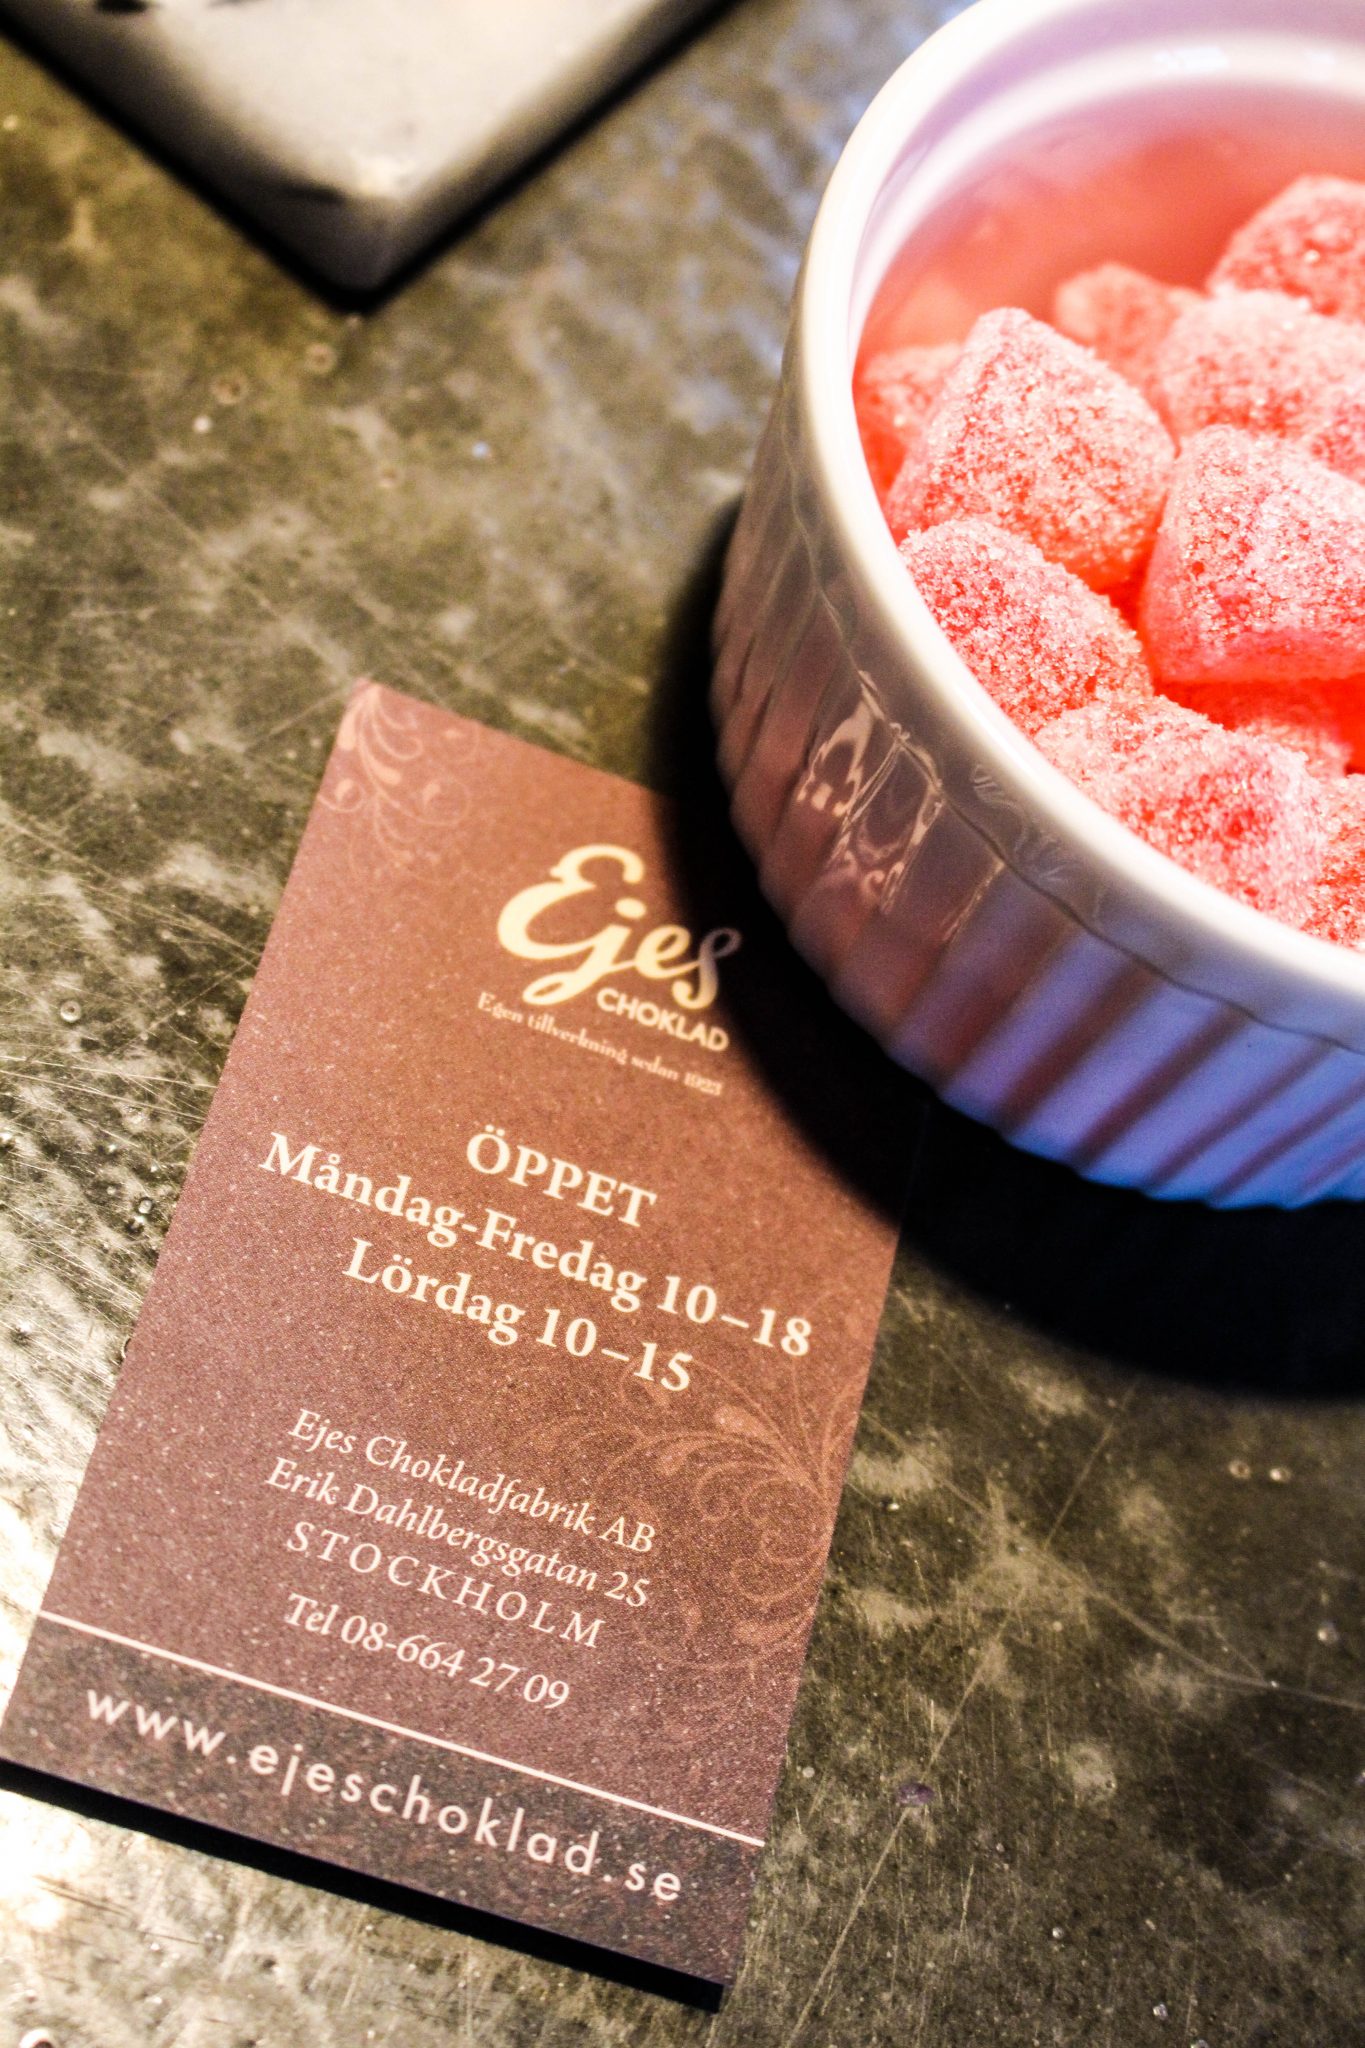 Ejes
CHOKLAD
Egen tillverkning sedan 1923
ÖPPET
Måndag-Fredag 10–18
Lördag 10–15
Ejes Chokladfabrik AB
Erik Dahlbergsgatan 25
STOCKHOLM
Tel 08-664 27 09
www.ejeschoklad.se